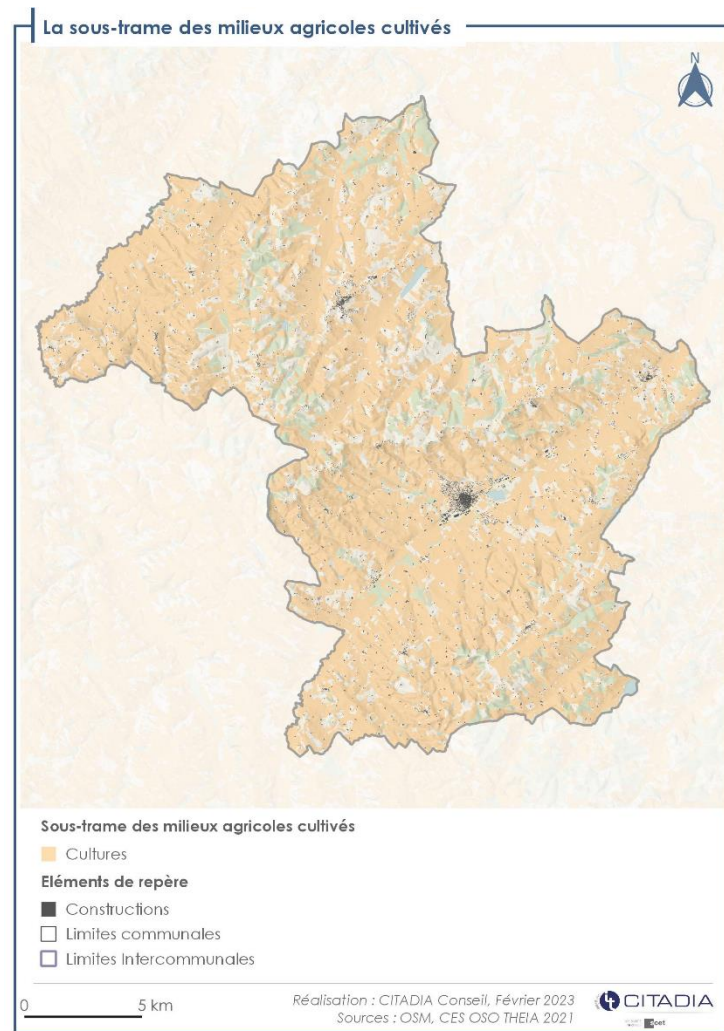 La sous-trame des milieux agricoles cultivés
N
Sous-trame des milieux agricoles cultivés
Cultures
Eléments de repère
Constructions
Limites communales
Limites Intercommunales
0 5 km
Réalisation : CITADIA Conseil, Février 2023
Sources : OSM, CES OSO THEIA 2021
CITADIA